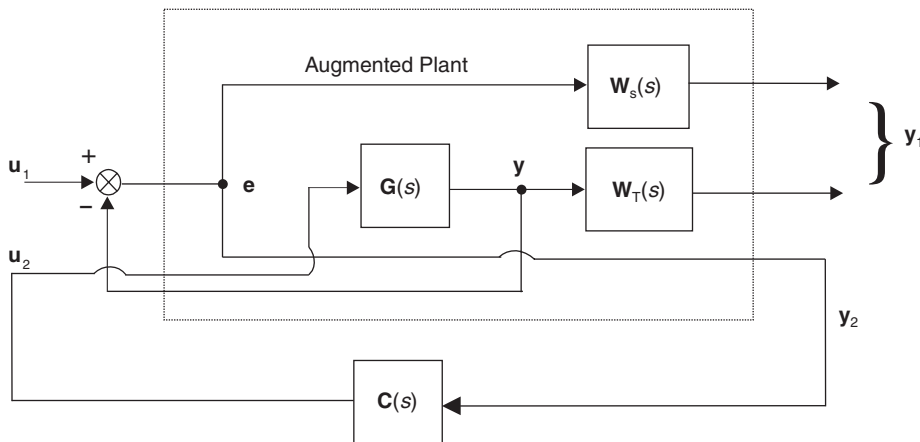 Augmented Plant
W_s(s)
y_1
u_1
+
−
e
G(s)
y
W_T(s)
u_2
y_2
C(s)